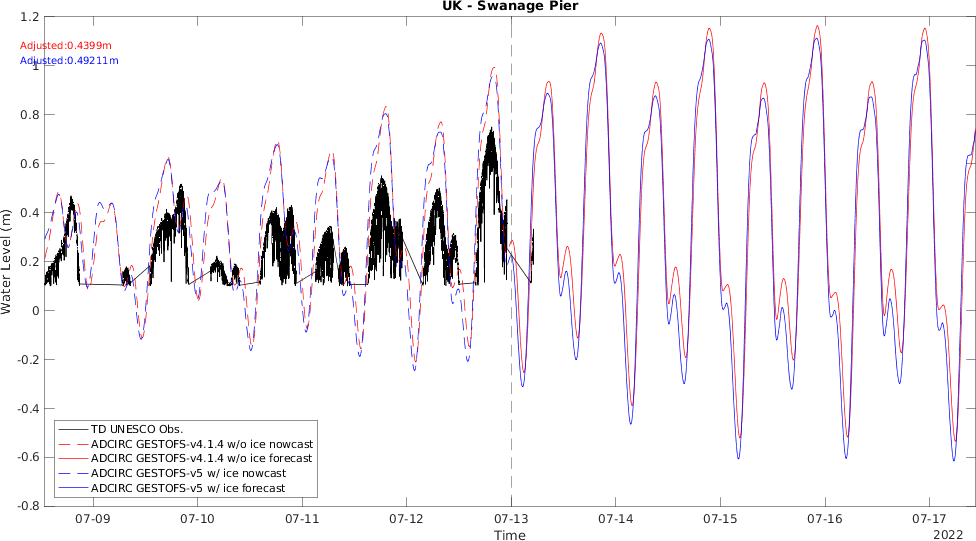 UK - Swanage Pier
Adjusted:0.4399m
Adjusted:0.49211m
1.2
1
0.8
0.6
0.4
0.2
0
-0.2
-0.4
-0.6
-0.8
Water Level (m)
TD UNESCO Obs.
ADCIRC GESTOFS-v4.1.4 w/o ice nowcast
ADCIRC GESTOFS-v4.1.4 w/o ice forecast
ADCIRC GESTOFS-v5 w/ ice nowcast
ADCIRC GESTOFS-v5 w/ ice forecast
07-09 07-10 07-11 07-12 07-13 07-14 07-15 07-16 07-17
Time
2022